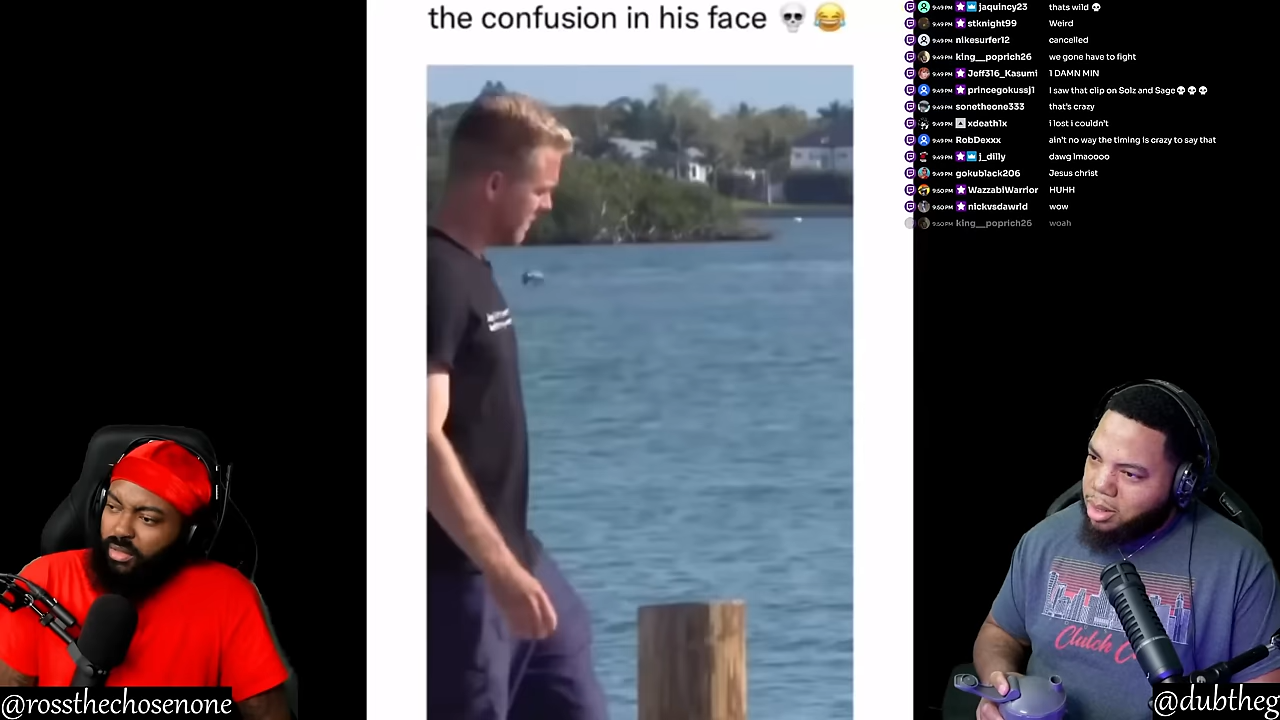 the confusion in his face 💀😂
9:49 PM jaquincy23 thats wild 💀
9:49 PM stknight99 Weird
9:49 PM nikesurfer12 cancelled
9:49 PM king__poprich26 we gone have to fight
9:49 PM Jeff316_Kasumi 1 DAMN MIN
9:49 PM princegokussj1 I saw that clip on Solz and Sage💀💀💀
9:49 PM sonetheone333 that's crazy
9:49 PM xdeath1x i lost i couldn't
9:49 PM RobDexxx ain't no way the timing is crazy to say that
9:49 PM j_dilly dawg lmaoooo
9:49 PM gokublack206 Jesus christ
9:50 PM WazzabiWarrior HUHH
9:50 PM nickvsdawrld wow
9:50 PM king__poprich26 woah
Clutch
@rossthechosenone
@dubtheg